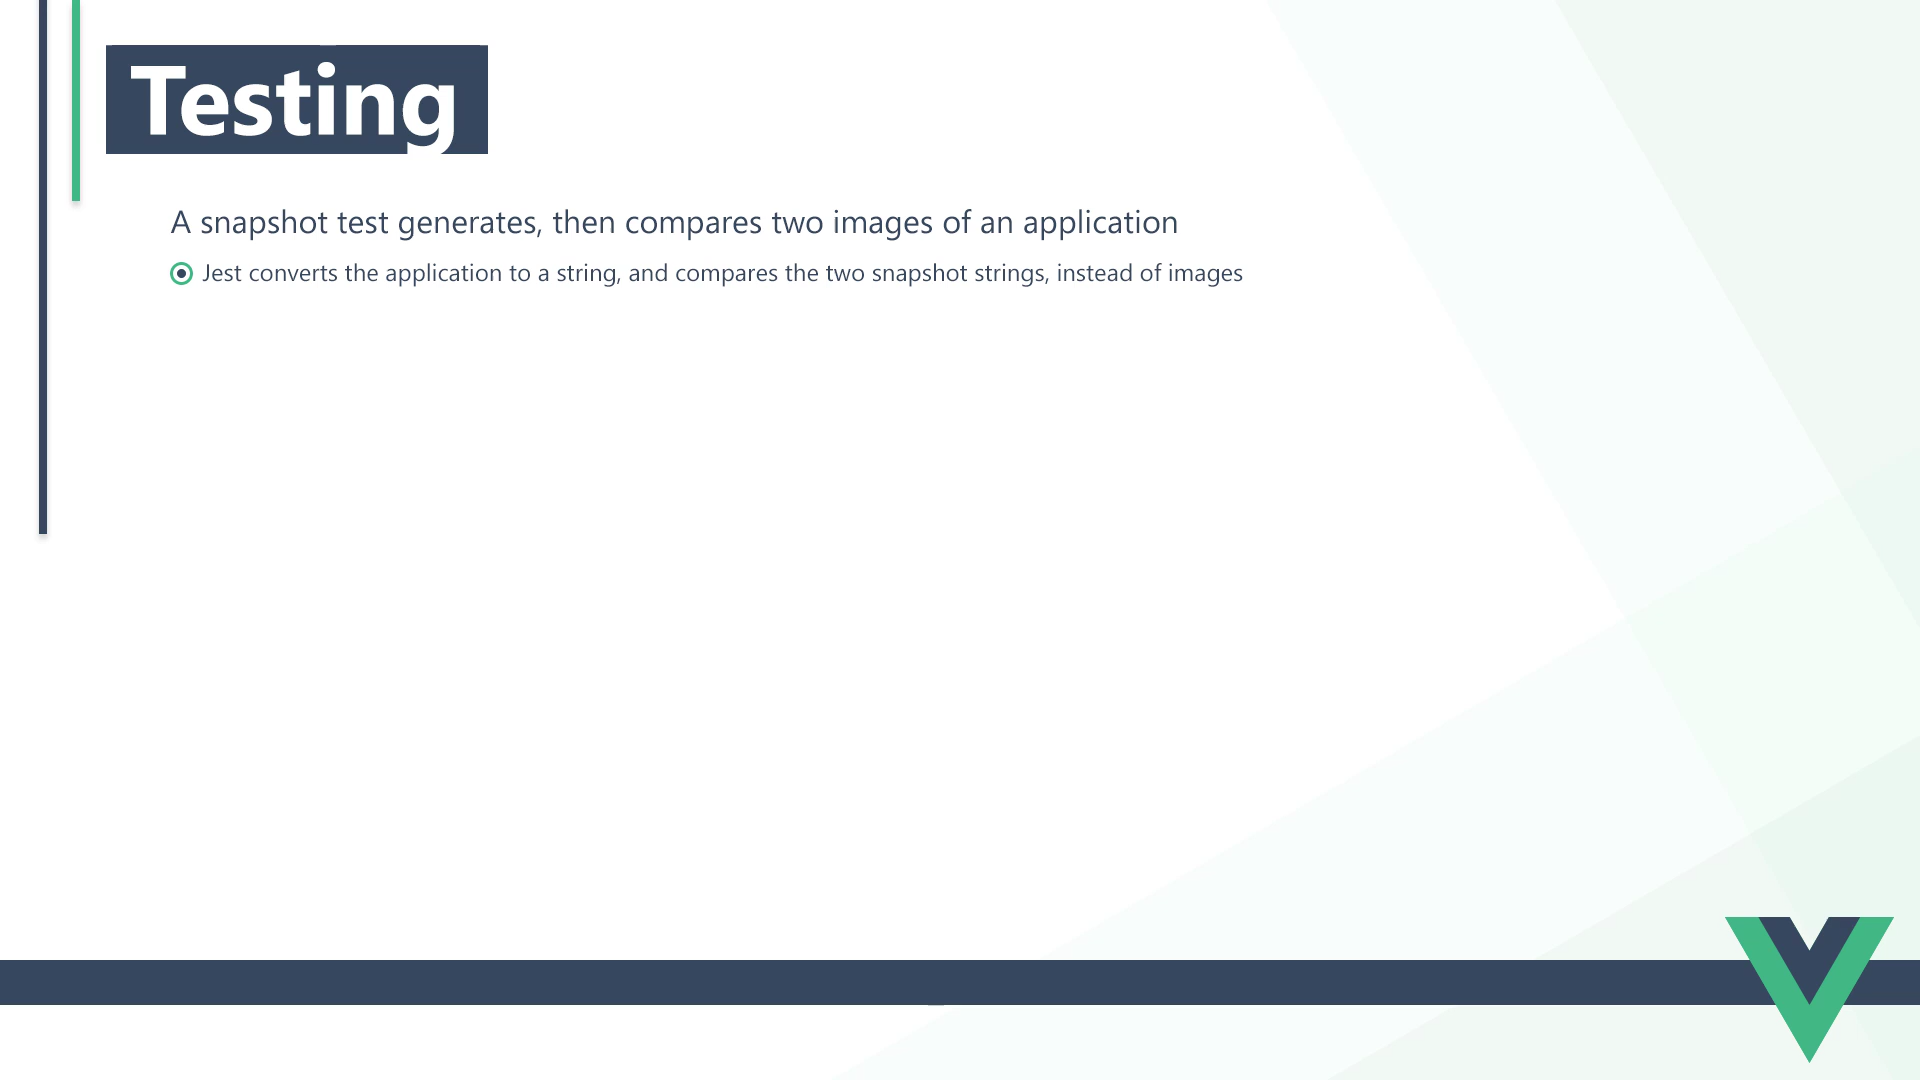 Testing
A snapshot test generates, then compares two images of an application
Jest converts the application to a string, and compares the two snapshot strings, instead of images